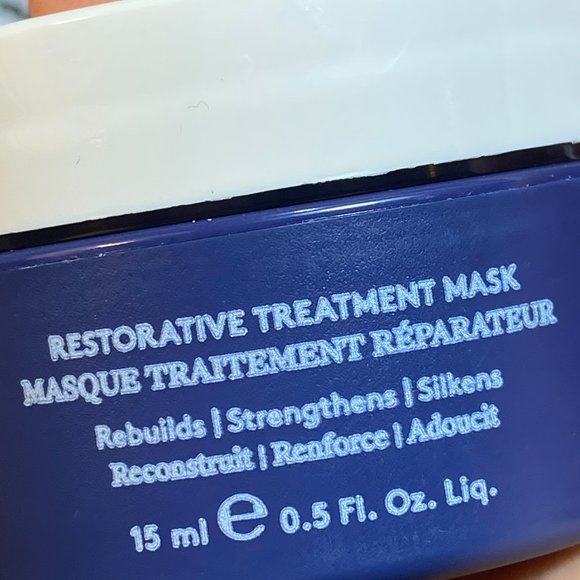 RESTORATIVE TREATMENT MASK
MASQUE TRAITEMENT RÉPARATEUR
Rebuilds | Strengthens | Silkens
Reconstruit | Renforce | Adoucit
15 ml ℮ 0.5 Fl. Oz. Liq.